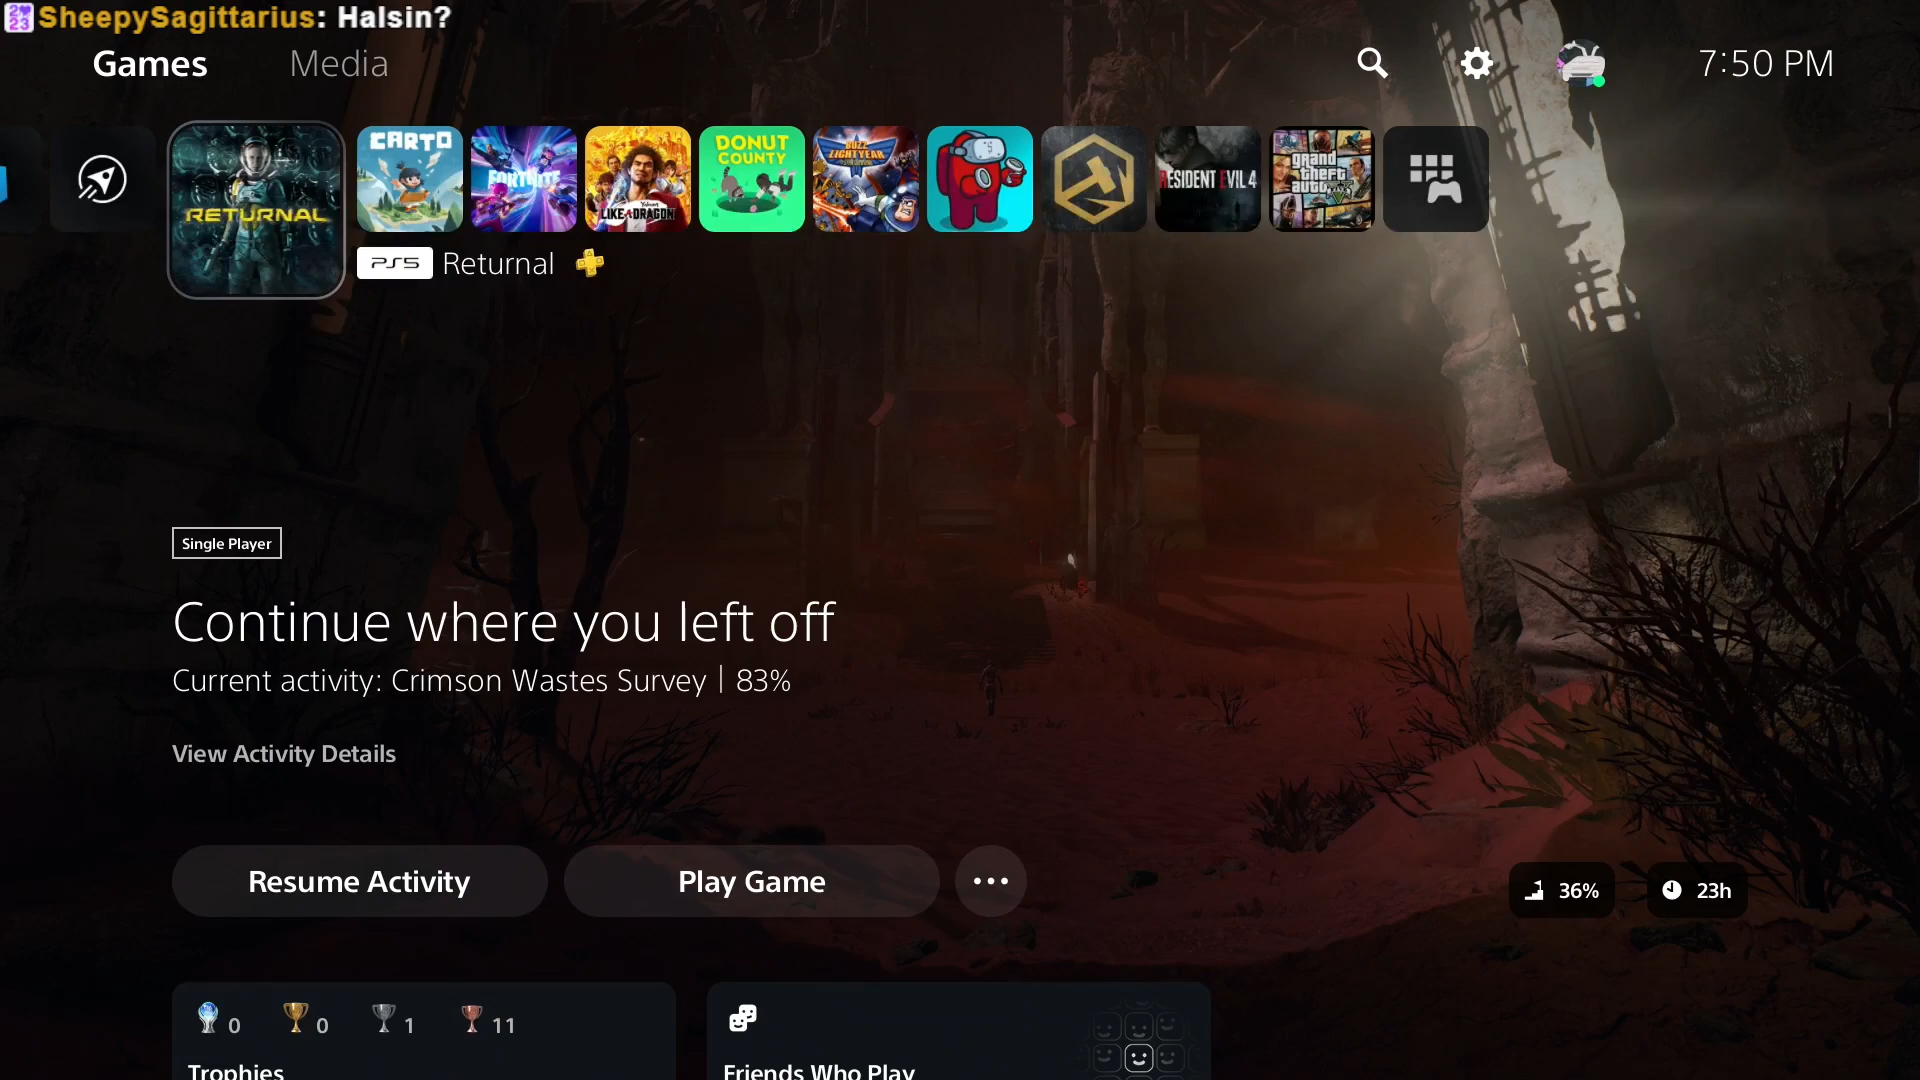 SheepySagittarius: Halsin?
Games
Media
7:50 PM
RETURNAL
CARTO
FORTNITE
LIKE A DRAGON
DONUT
COUNTY
BUZZ
LIGHTYEAR
RESIDENT EVIL 4
grand
theft
auto
PS5
Returnal
Single Player
Continue where you left off
Current activity: Crimson Wastes Survey | 83%
View Activity Details
Resume Activity
Play Game
36%
23h
0
0
1
11
Trophies
Friends Who Play